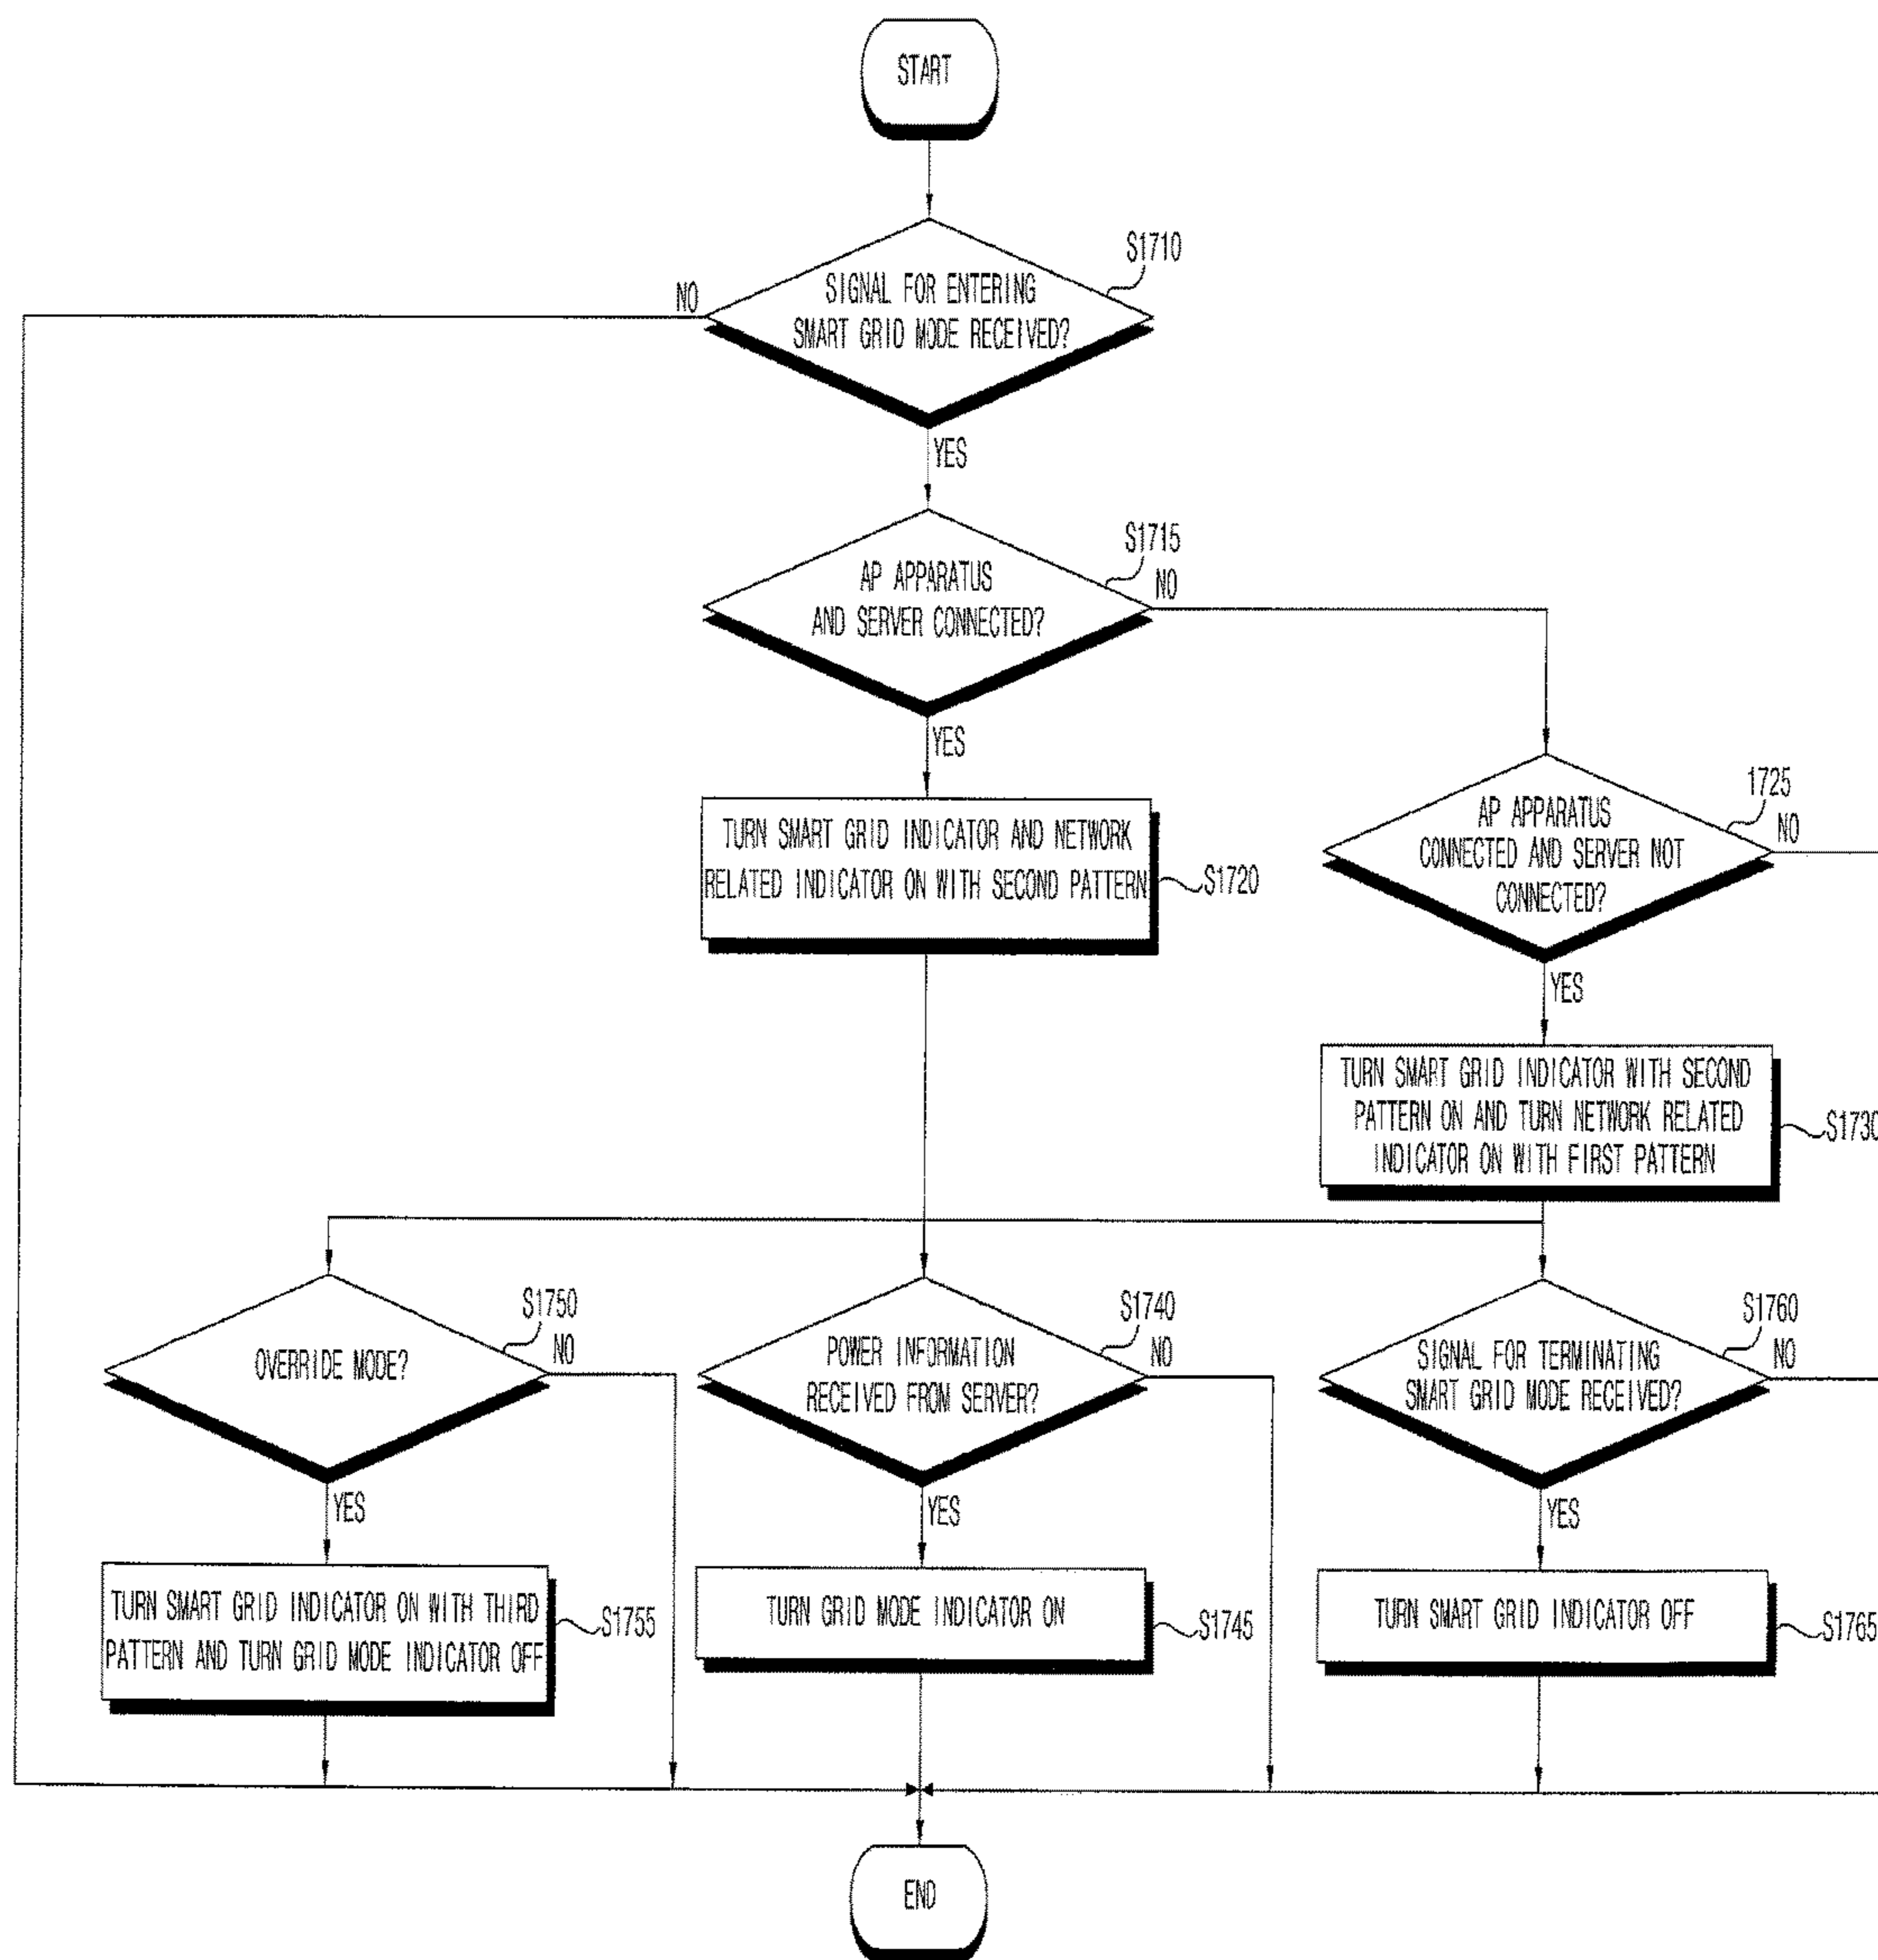 START
S1710
SIGNAL FOR ENTERING
SMART GRID MODE RECEIVED?
NO
YES
S1715
AP APPARATUS
AND SERVER CONNECTED?
NO
YES
TURN SMART GRID INDICATOR AND NETWORK
RELATED INDICATOR ON WITH SECOND PATTERN
S1720
1725
AP APPARATUS
CONNECTED AND SERVER NOT
CONNECTED?
NO
YES
TURN SMART GRID INDICATOR WITH SECOND
PATTERN ON AND TURN NETWORK RELATED
INDICATOR ON WITH FIRST PATTERN
S1730
S1750
OVERRIDE MODE?
NO
YES
S1740
POWER INFORMATION
RECEIVED FROM SERVER?
NO
YES
S1760
SIGNAL FOR TERMINATING
SMART GRID MODE RECEIVED?
NO
YES
TURN SMART GRID INDICATOR ON WITH THIRD
PATTERN AND TURN GRID MODE INDICATOR OFF
S1755
TURN GRID MODE INDICATOR ON
S1745
TURN SMART GRID INDICATOR OFF
S1765
END